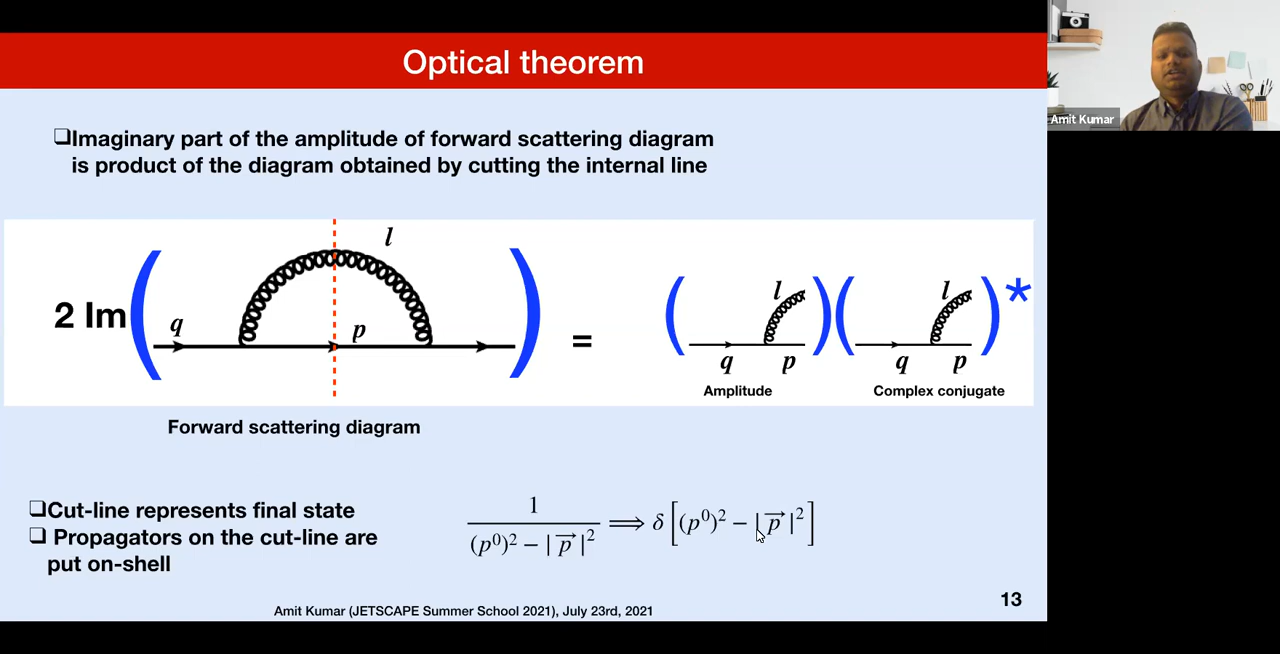 Optical theorem
Amit Kumar
❑Imaginary part of the amplitude of forward scattering diagram
is product of the diagram obtained by cutting the internal line
2 Im( q p l ) = ( q p l )( q p l )*
Amplitude Complex conjugate
Forward scattering diagram
❑Cut-line represents final state
❑ Propagators on the cut-line are
put on-shell
1/((p⁰)² − |p⃗|²) ⟹ δ[(p⁰)² − |p⃗|²]
Amit Kumar (JETSCAPE Summer School 2021), July 23rd, 2021
13